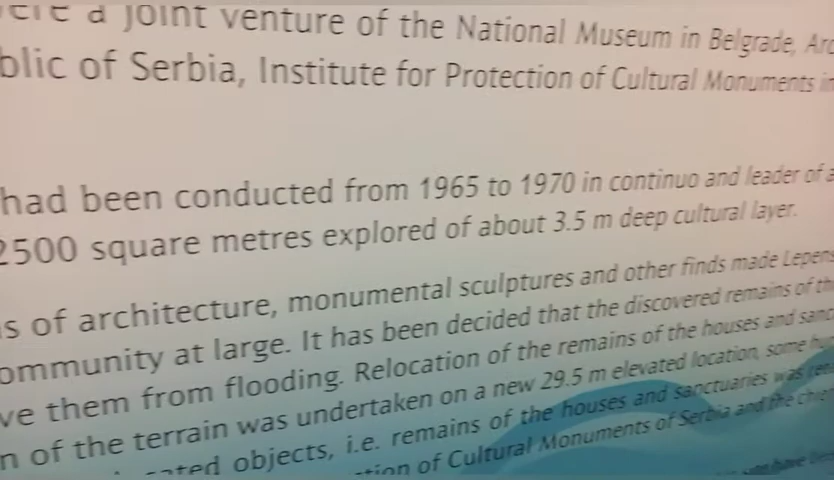 a joint venture of the National Museum in Belgrade,
of Serbia, Institute for Protection of Cultural Monuments in
had been conducted from 1965 to 1970 in continuo and leader of
2500 square metres explored of about 3.5 m deep cultural layer.
of architecture, monumental sculptures and other finds made
at large. It has been decided that the discovered remains of
them from flooding. Relocation of the remains of the houses and
of the terrain was undertaken on a new 29.5 m elevated location, some
objects, i.e. remains of the houses and sanctuaries was
of Cultural Monuments of Serbia and the